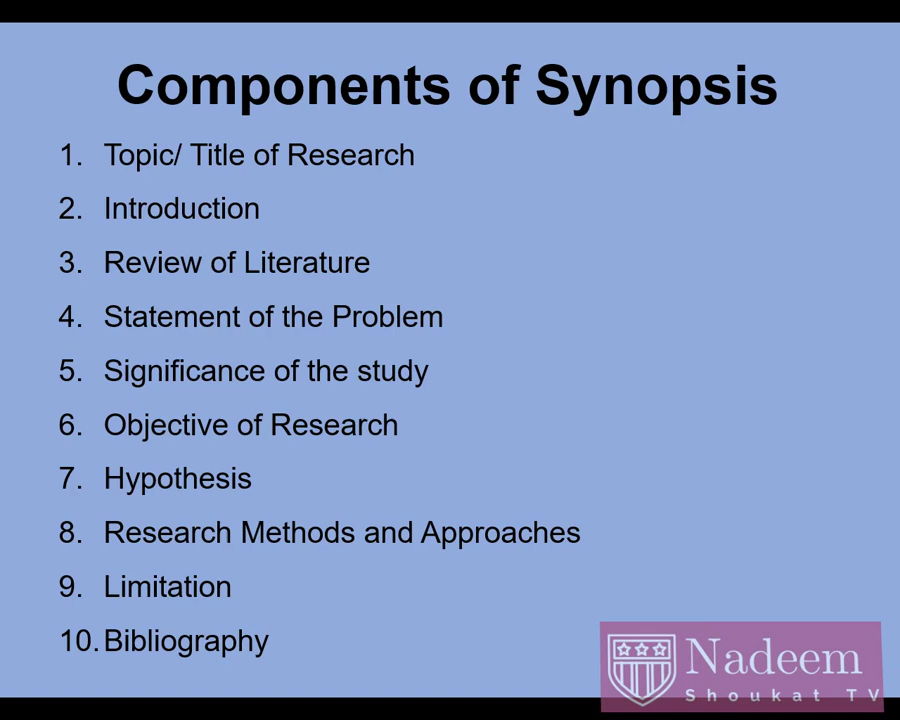 Components of Synopsis
1. Topic/ Title of Research
2. Introduction
3. Review of Literature
4. Statement of the Problem
5. Significance of the study
6. Objective of Research
7. Hypothesis
8. Research Methods and Approaches
9. Limitation
10. Bibliography
Nadeem
Shoukat TV